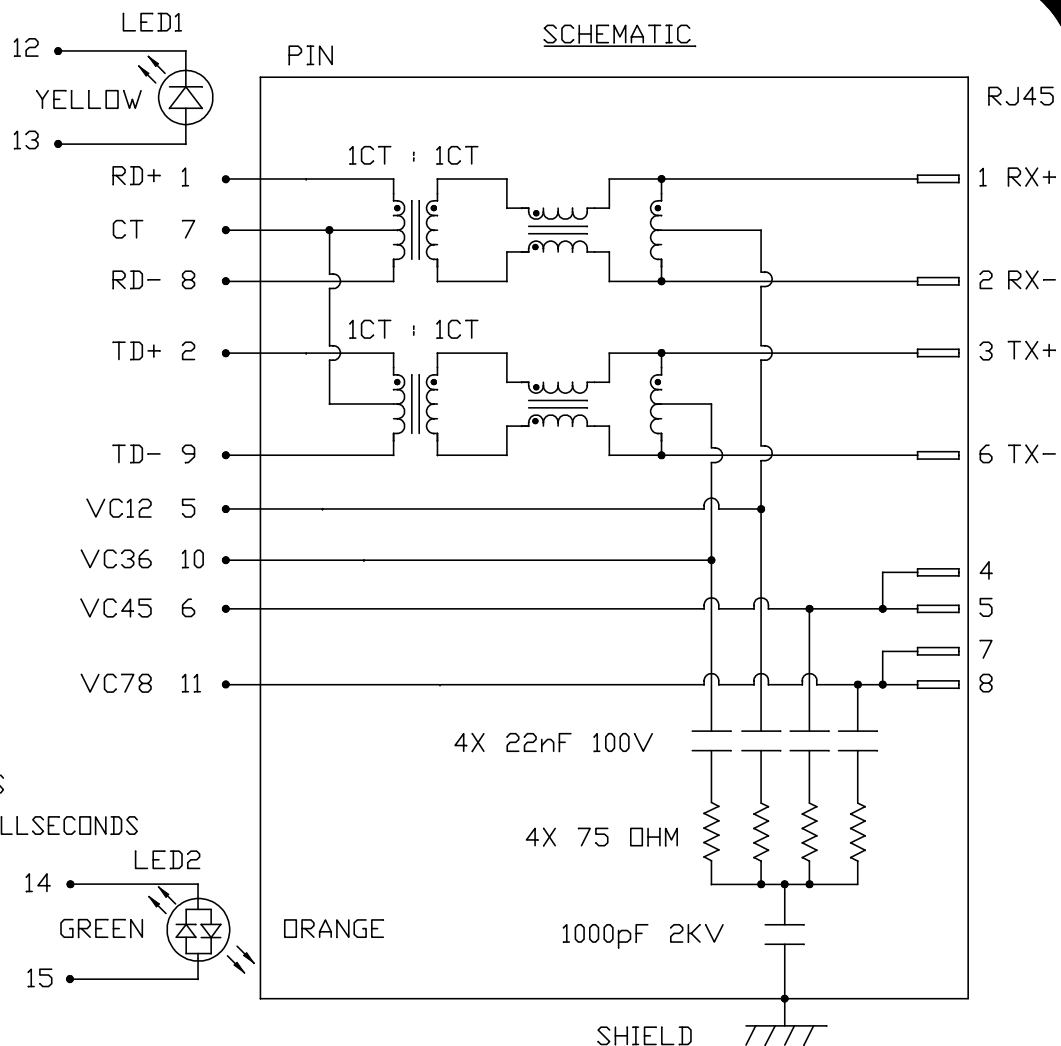 LED1
SCHEMATIC
12
PIN
YELLOW
RJ45
13
1CT : 1CT
RD+ 1
1 RX+
CT 7
RD- 8
2 RX-
1CT : 1CT
TD+ 2
3 TX+
TD- 9
6 TX-
VC12 5
VC36 10
4
VC45 6
5
7
VC78 11
8
4X 22nF 100V
S
LLSECONDS
4X 75 OHM
LED2
14
GREEN
ORANGE
1000pF 2KV
15
SHIELD